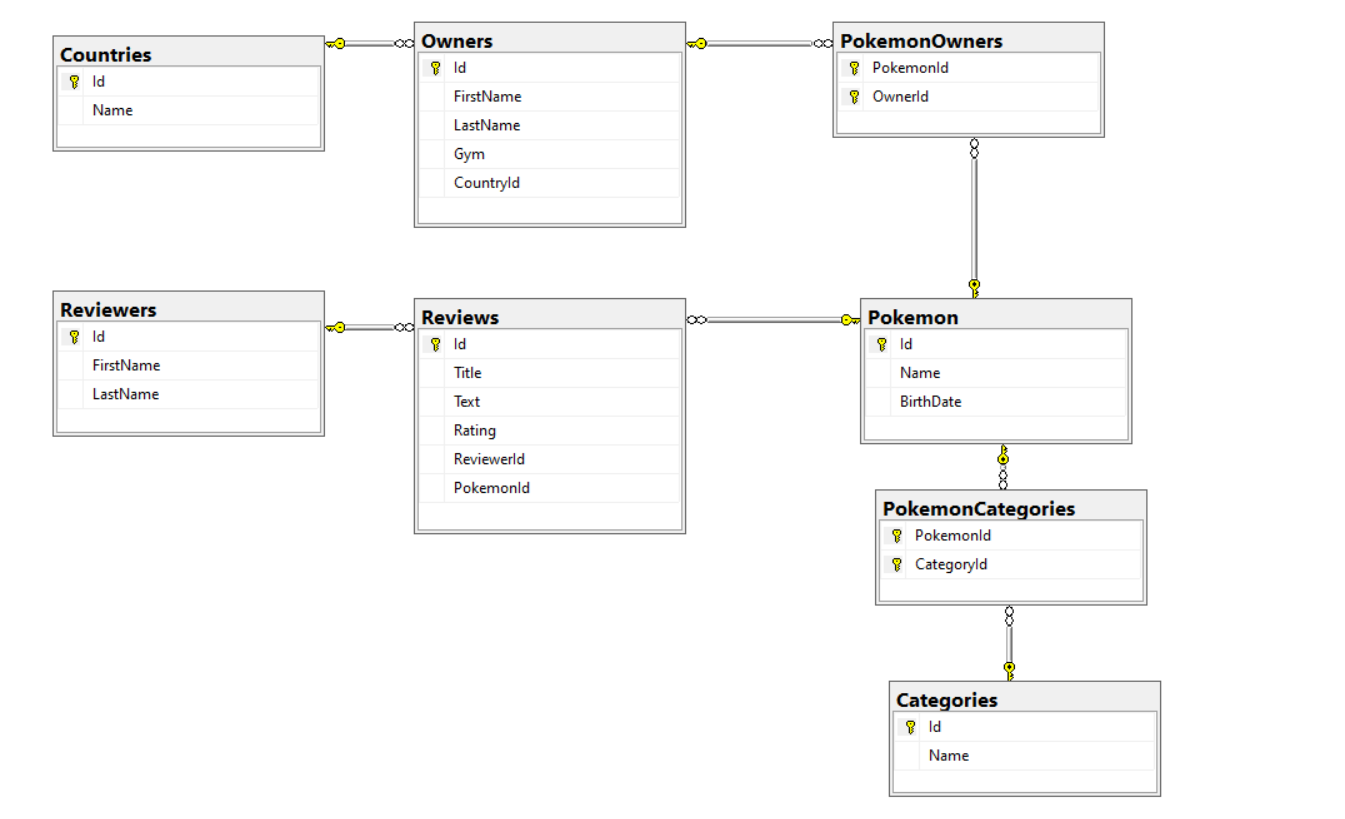 Countries
Id
Name
Owners
Id
FirstName
LastName
Gym
CountryId
PokemonOwners
PokemonId
OwnerId
Reviewers
Id
FirstName
LastName
Reviews
Id
Title
Text
Rating
ReviewerId
PokemonId
Pokemon
Id
Name
BirthDate
PokemonCategories
PokemonId
CategoryId
Categories
Id
Name